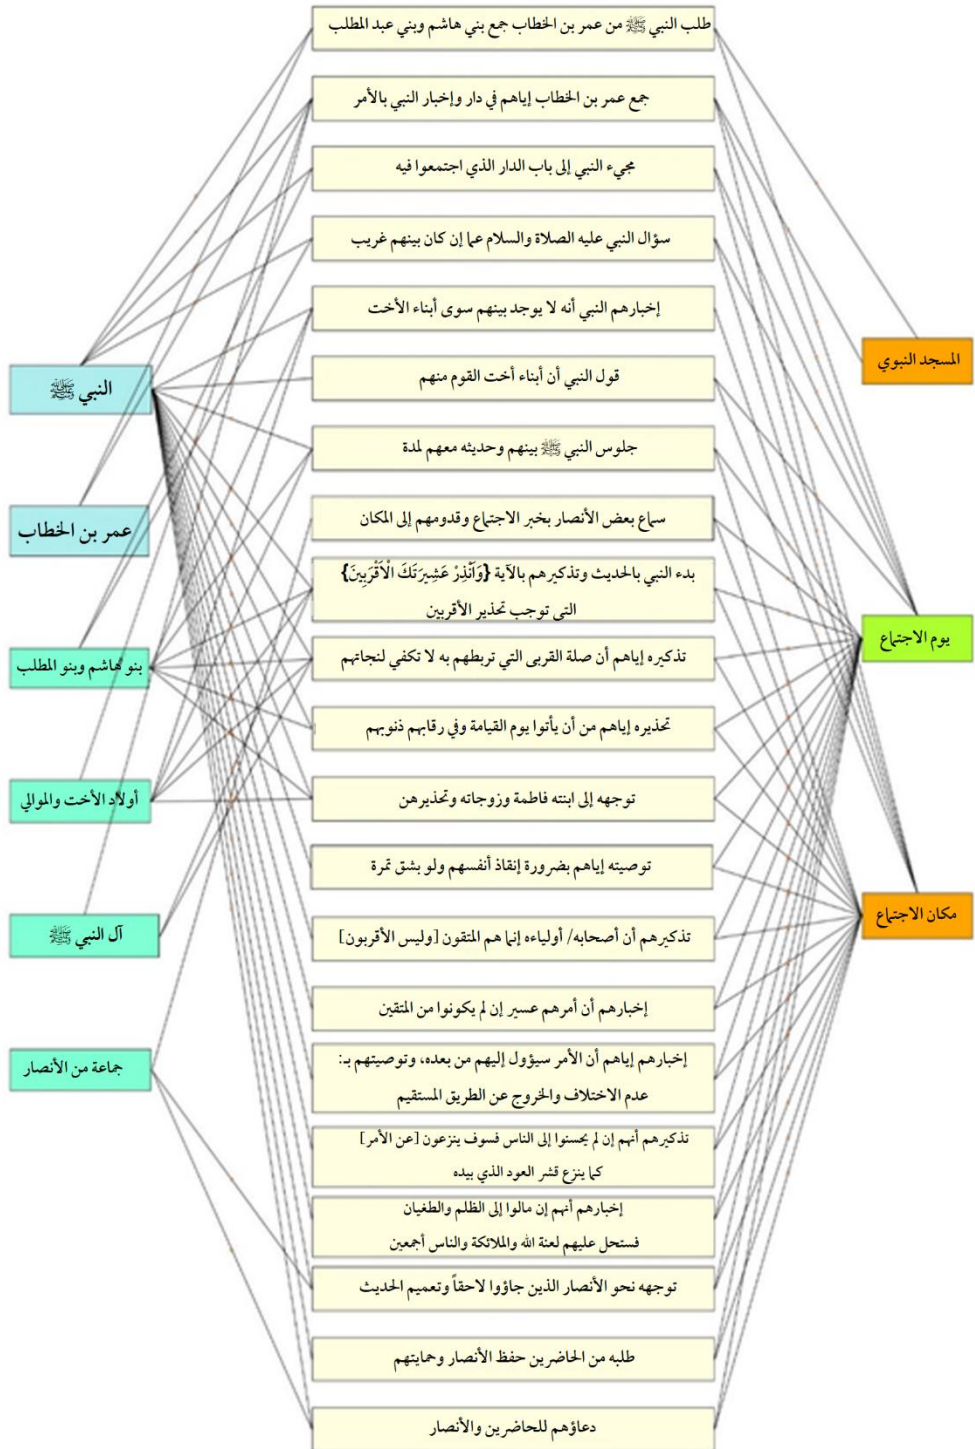 طلب النبي ﷺ من عمر بن الخطاب جمع بني هاشم وبني عبد المطلب
جمع عمر بن الخطاب إياهم في دار وإخبار النبي بالأمر
مجيء النبي إلى باب الدار الذي اجتمعوا فيه
سؤال النبي عليه الصلاة والسلام عما إن كان بينهم غريب
إخبارهم النبي أنه لا يوجد بينهم سوى أبناء الأخت
المسجد النبوي
قول النبي أن أبناء أخت القوم منهم
النبي ﷺ
جلوس النبي ﷺ بينهم وحديثه معهم لمدة
سماع بعض الأنصار بخبر الاجتماع وقدومهم إلى المكان
عمر بن الخطاب
بدء النبي بالحديث وتذكيرهم بالآية {وَأَنْذِرْ عَشِيرَتَكَ الْأَقْرَبِينَ}
التي توجب تحذير الأقربين
يوم الاجتماع
تذكيره إياهم أن صلة القربى التي تربطهم به لا تكفي لنجاتهم
بنو هاشم وبنو المطلب
تحذيره إياهم من أن يأتوا يوم القيامة وفي رقابهم ذنوبهم
توجهه إلى ابنته فاطمة وزوجاته وتحذيرهن
أولاد الأخت والموالي
توصيته إياهم بضرورة إنقاذ أنفسهم ولو بشق تمرة
مكان الاجتماع
تذكيرهم أن أصحابه/ أولياءه إنما هم المتقون [وليس الأقربون]
آل النبي ﷺ
إخبارهم أن أمرهم عسير إن لم يكونوا من المتقين
إخبارهم إياهم أن الأمر سيؤول إليهم من بعده، وتوصيتهم بـ:
عدم الاختلاف والخروج عن الطريق المستقيم
جماعة من الأنصار
تذكيرهم أنهم إن لم يحسنوا إلى الناس فسوف ينزعون [عن الأمر]
كما ينزع قشر العود الذي بيده
إخبارهم أنهم إن مالوا إلى الظلم والطغيان
فستحل عليهم لعنة الله والملائكة والناس أجمعين
توجهه نحو الأنصار الذين جاؤوا لاحقاً وتعميم الحديث
طلبه من الحاضرين حفظ الأنصار وحمايتهم
دعاؤهم للحاضرين والأنصار